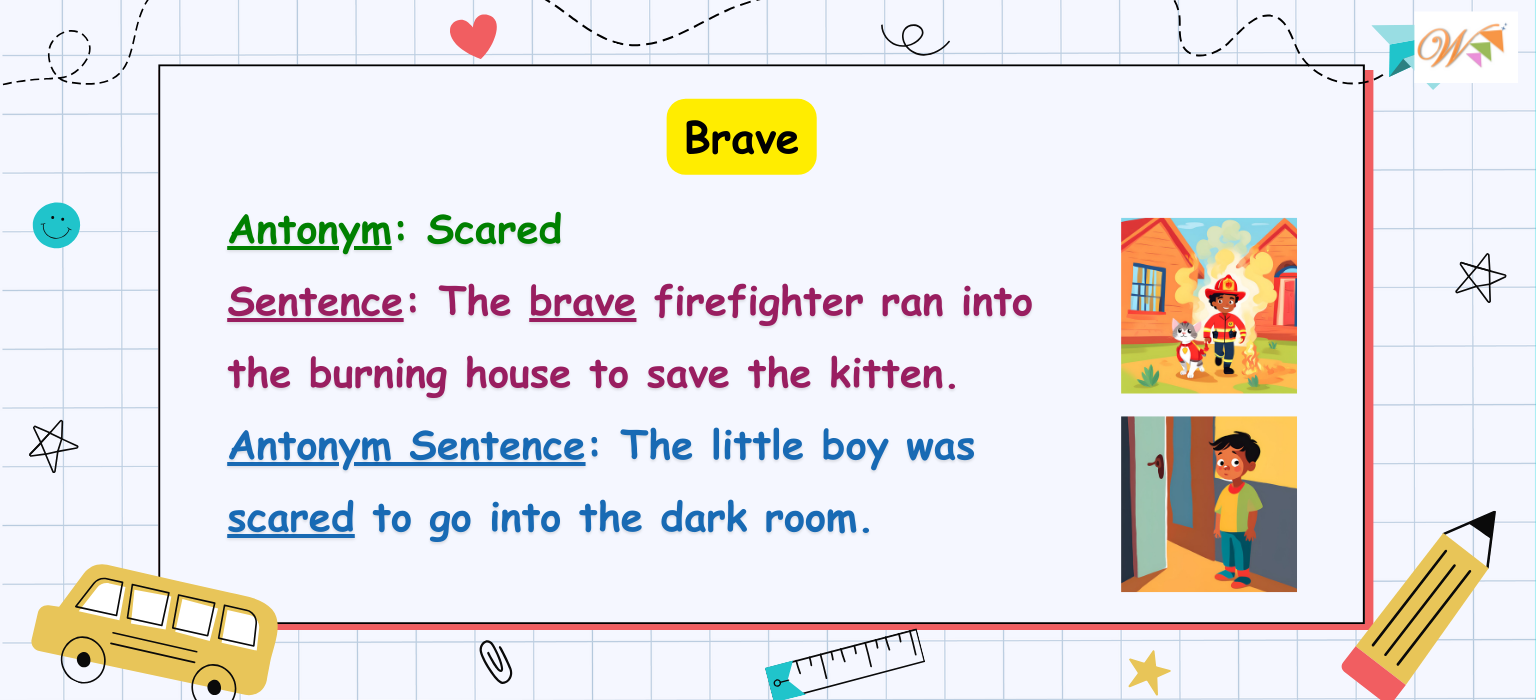 W
Brave
Antonym: Scared
Sentence: The brave firefighter ran into
the burning house to save the kitten.
Antonym Sentence: The little boy was
scared to go into the dark room.